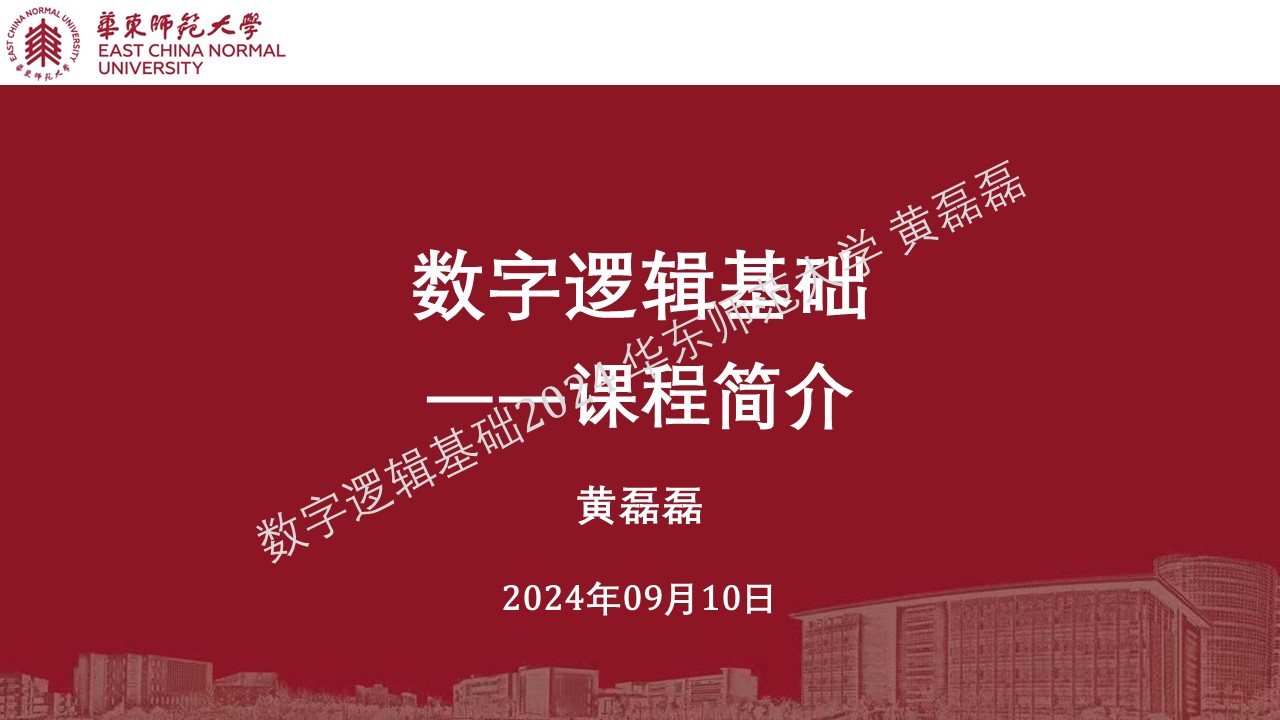 EAST CHINA NORMAL UNIVERSITY
華東師范大學
華東師范大學
EAST CHINA NORMAL
UNIVERSITY
数字逻辑基础
——课程简介
数字逻辑基础2024 华东师范大学 黄磊磊
黄磊磊
2024年09月10日